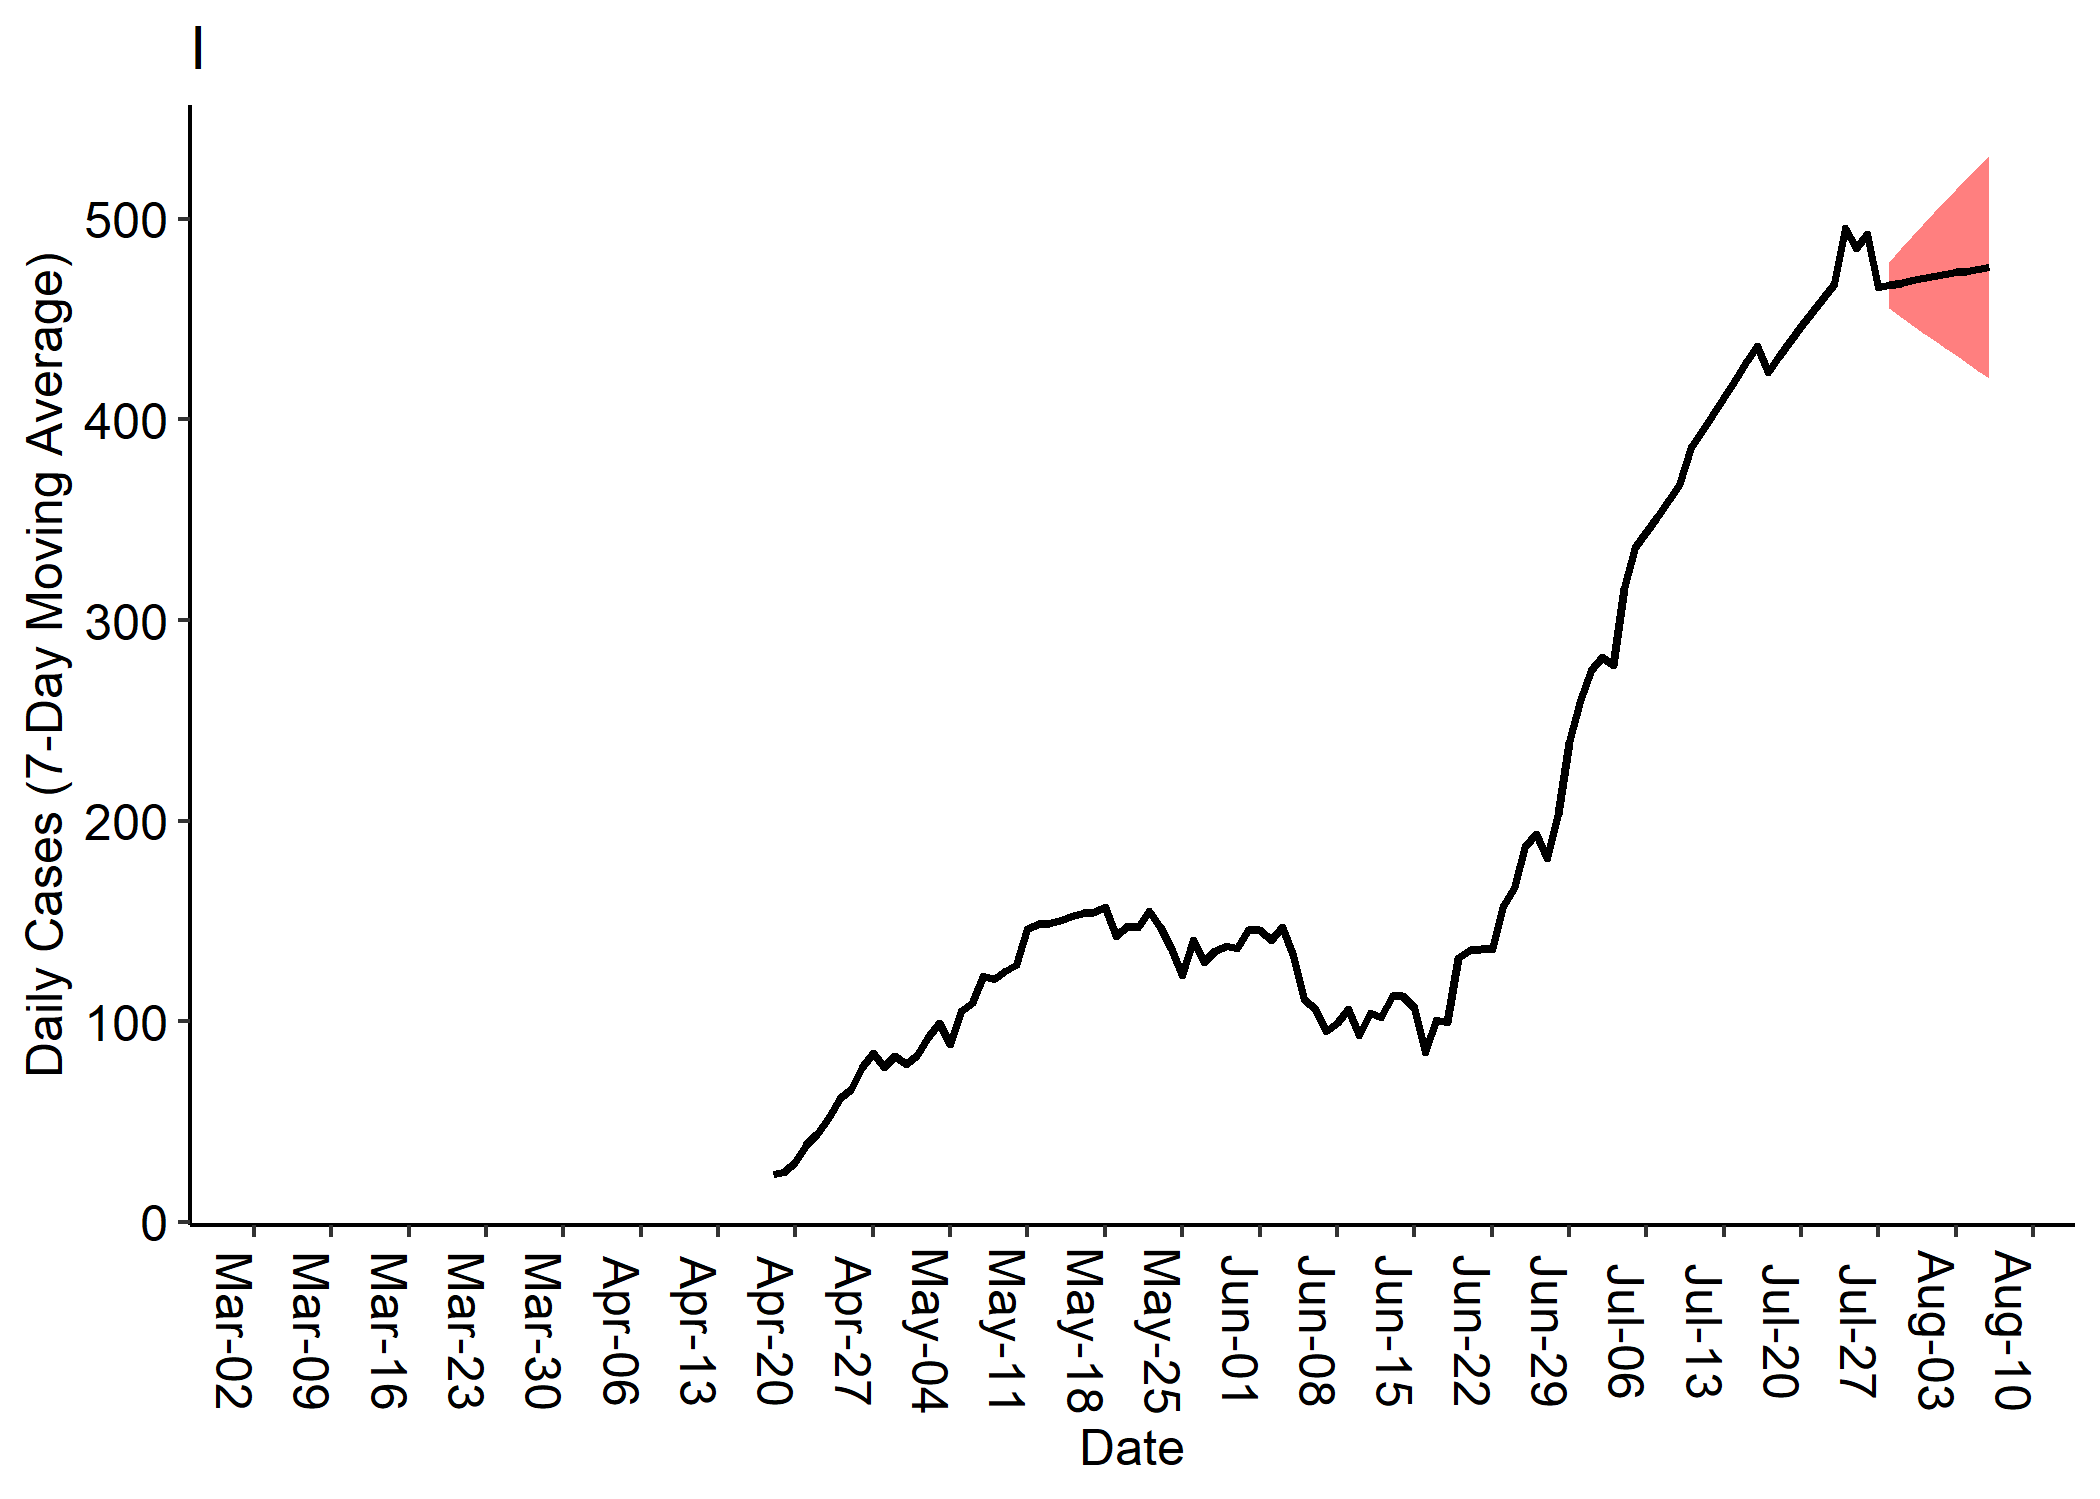 I
Daily Cases (7-Day Moving Average)
500
400
300
200
100
0
Mar-02
Mar-09
Mar-16
Mar-23
Mar-30
Apr-06
Apr-13
Apr-20
Apr-27
May-04
May-11
May-18
May-25
Jun-01
Jun-08
Jun-15
Jun-22
Jun-29
Jul-06
Jul-13
Jul-20
Jul-27
Aug-03
Aug-10
Date